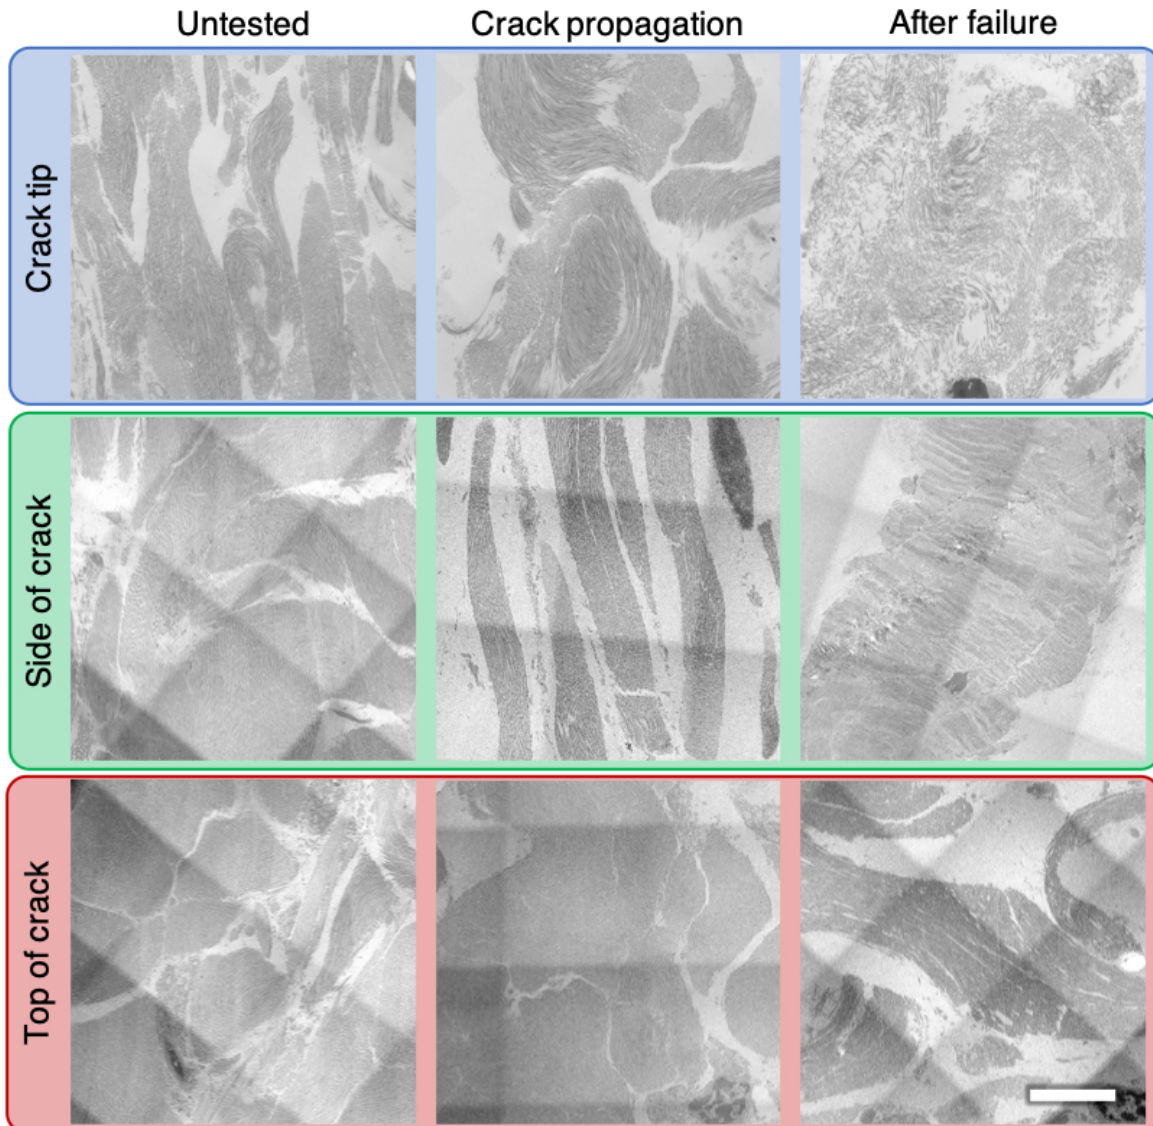 Untested
Crack propagation
After failure
Crack tip
Side of crack
Top of crack